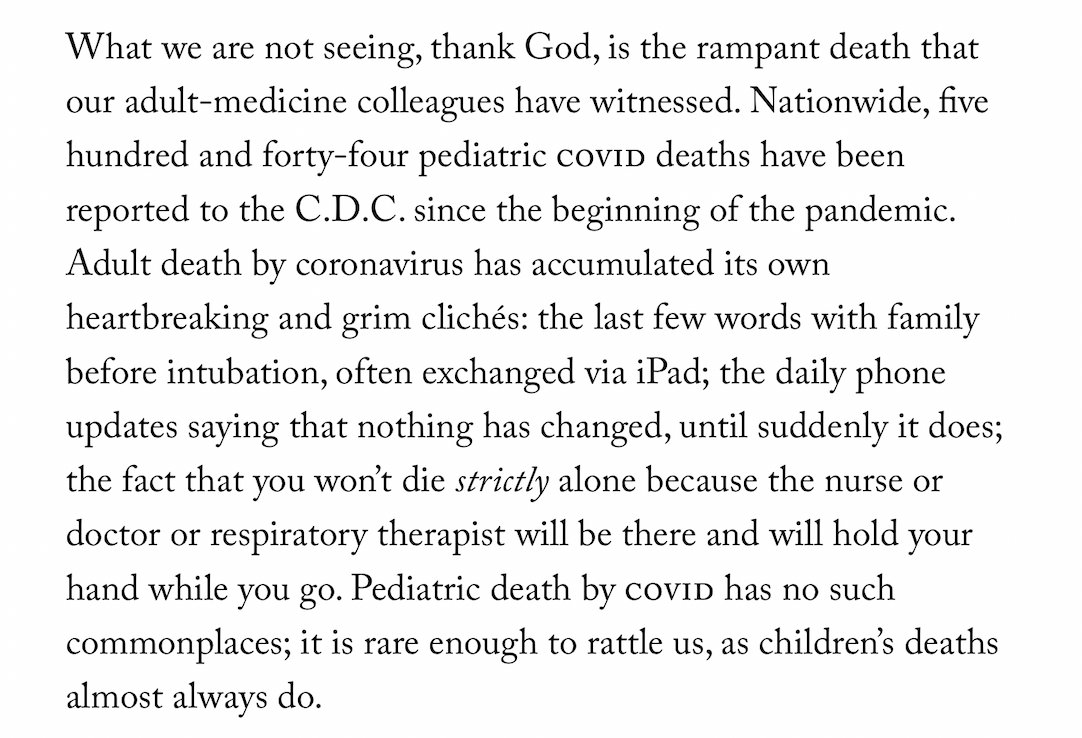 What we are not seeing, thank God, is the rampant death that
our adult-medicine colleagues have witnessed. Nationwide, five
hundred and forty-four pediatric COVID deaths have been
reported to the C.D.C. since the beginning of the pandemic.
Adult death by coronavirus has accumulated its own
heartbreaking and grim clichés: the last few words with family
before intubation, often exchanged via iPad; the daily phone
updates saying that nothing has changed, until suddenly it does;
the fact that you won’t die strictly alone because the nurse or
doctor or respiratory therapist will be there and will hold your
hand while you go. Pediatric death by COVID has no such
commonplaces; it is rare enough to rattle us, as children’s deaths
almost always do.